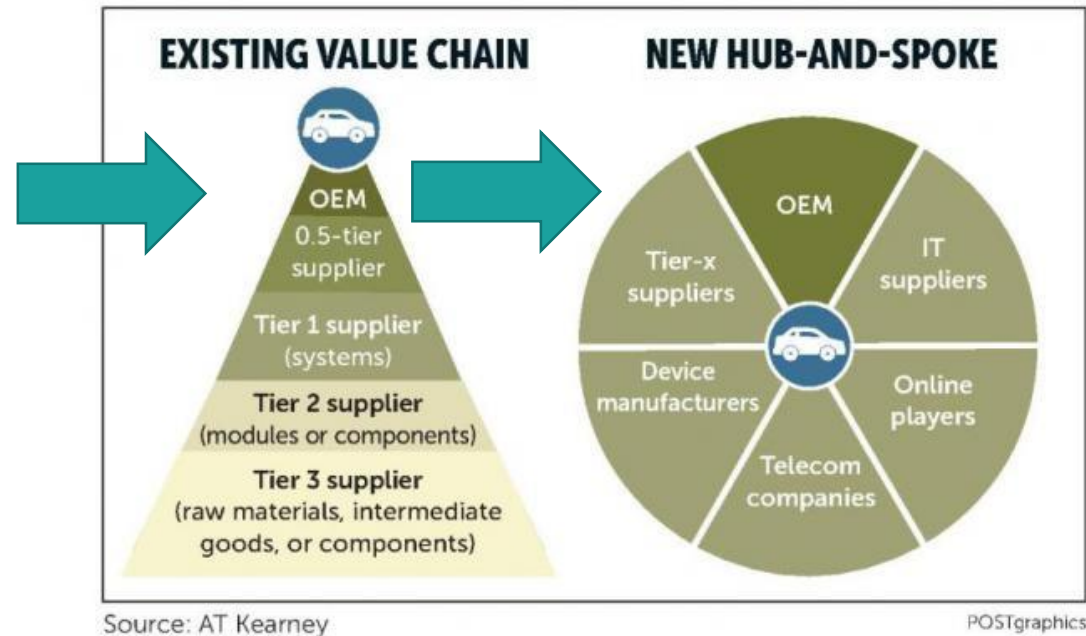 EXISTING VALUE CHAIN
OEM
0.5-tier
supplier
Tier 1 supplier
(systems)
Tier 2 supplier
(modules or components)
Tier 3 supplier
(raw materials, intermediate
goods, or components)
NEW HUB-AND-SPOKE
OEM
IT
suppliers
Online
players
Telecom
companies
Device
manufacturers
Tier-x
suppliers
Source: AT Kearney
POSTgraphics